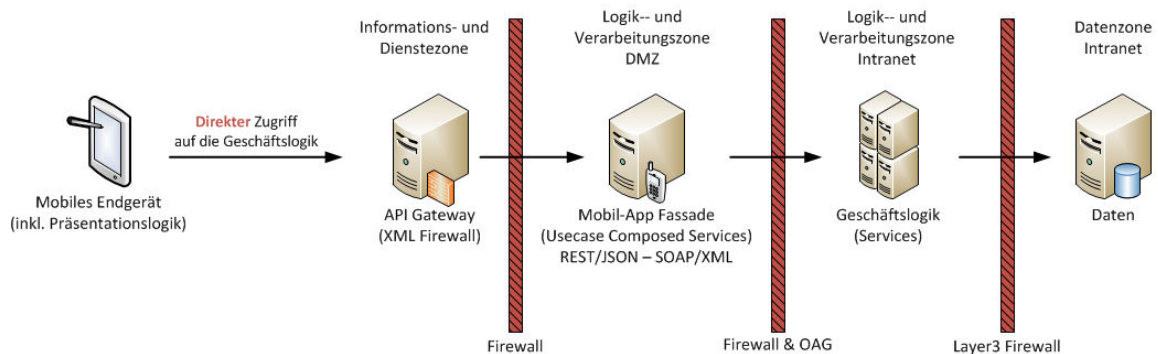 Informations- und
Dienstezone
Logik-- und
Verarbeitungszone
DMZ
Logik-- und
Verarbeitungszone
Intranet
Datenzone
Intranet
Direkter Zugriff
auf die Geschäftslogik
Mobiles Endgerät
(inkl. Präsentationslogik)
API Gateway
(XML Firewall)
Mobil-App Fassade
(Usecase Composed Services)
REST/JSON – SOAP/XML
Geschäftslogik
(Services)
Daten
Firewall
Firewall & OAG
Layer3 Firewall